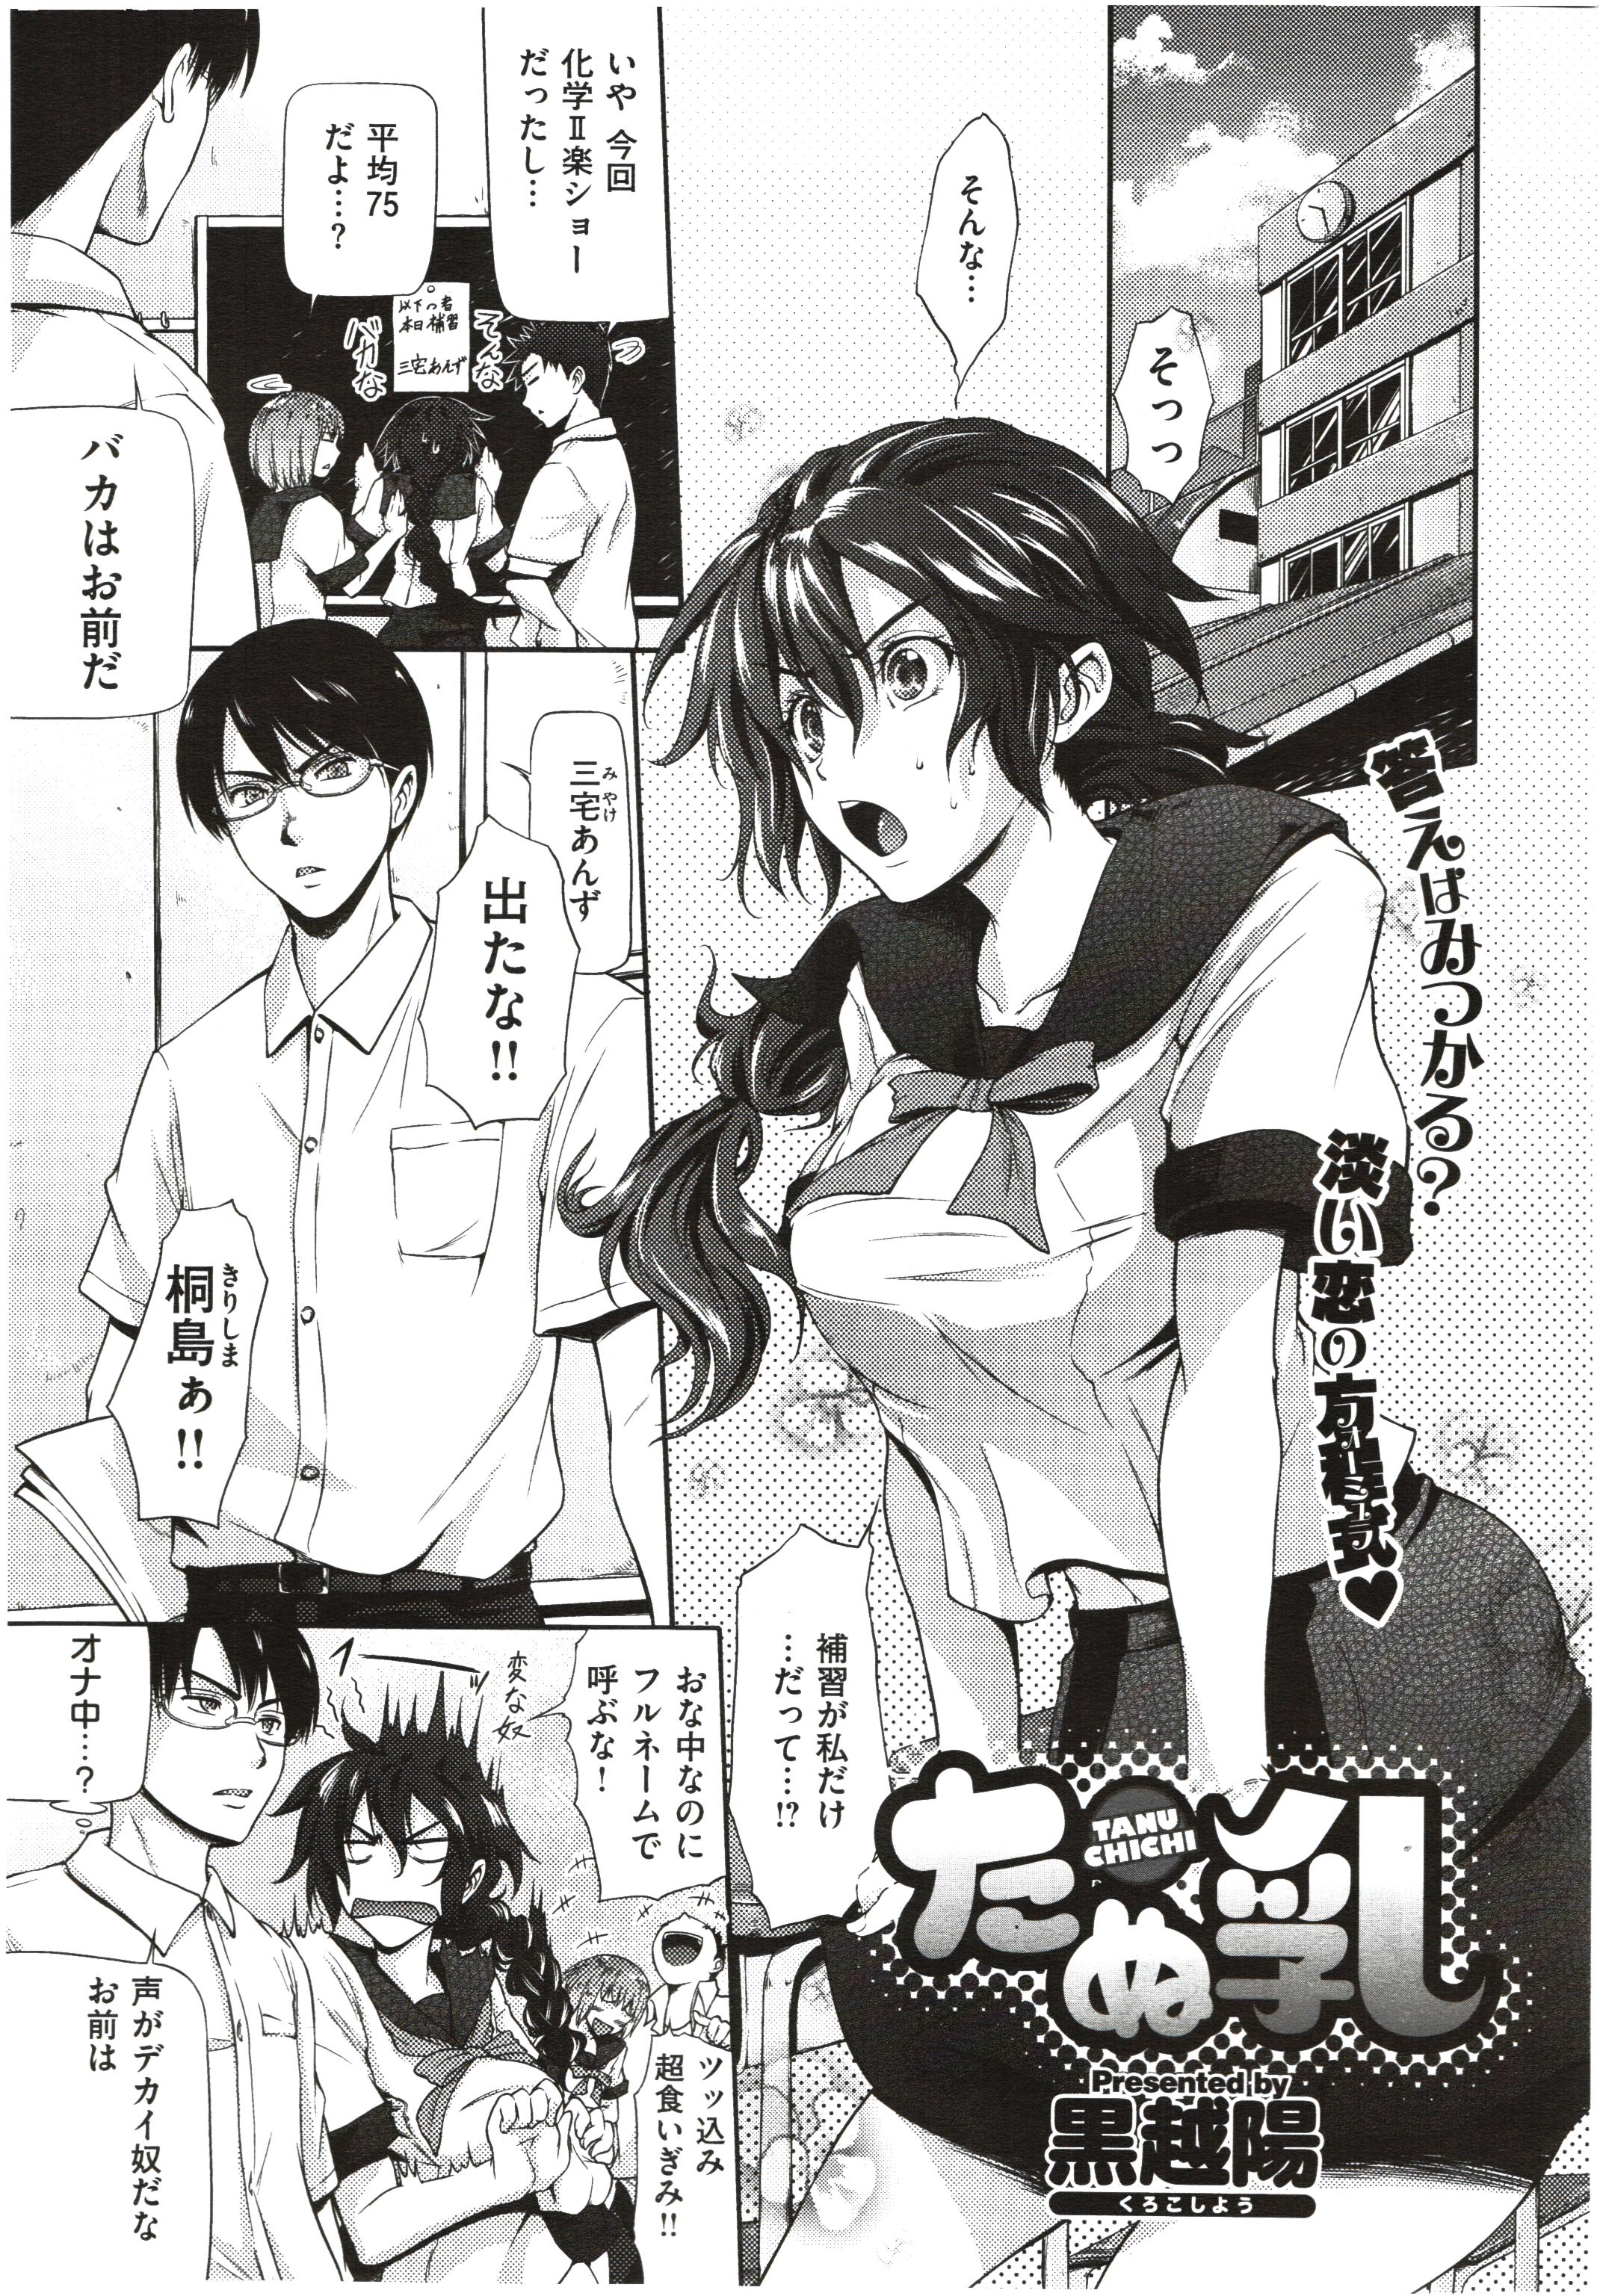 そっっ
そんな…
答えはみつかる?
淡い恋の方程式♥
補習が私だけ
…だって…!?
たぬ乳
TANU
CHICHI
Presented by
黒越陽
くろこしよう
いや 今回
化学Ⅱ楽ショー
だったし…
平均75
だよ…?
そんな
バカな
以下の者
本日補習
三宅あんず
バカはお前だ
三宅あんず
みやけ
出たな!!
桐島ぁ!!
きりしま
おな中なのに
フルネームで
呼ぶな!
変な奴
オナ中…?
ツッ込み
超食いぎみ!!
声がデカイ奴だな
お前は